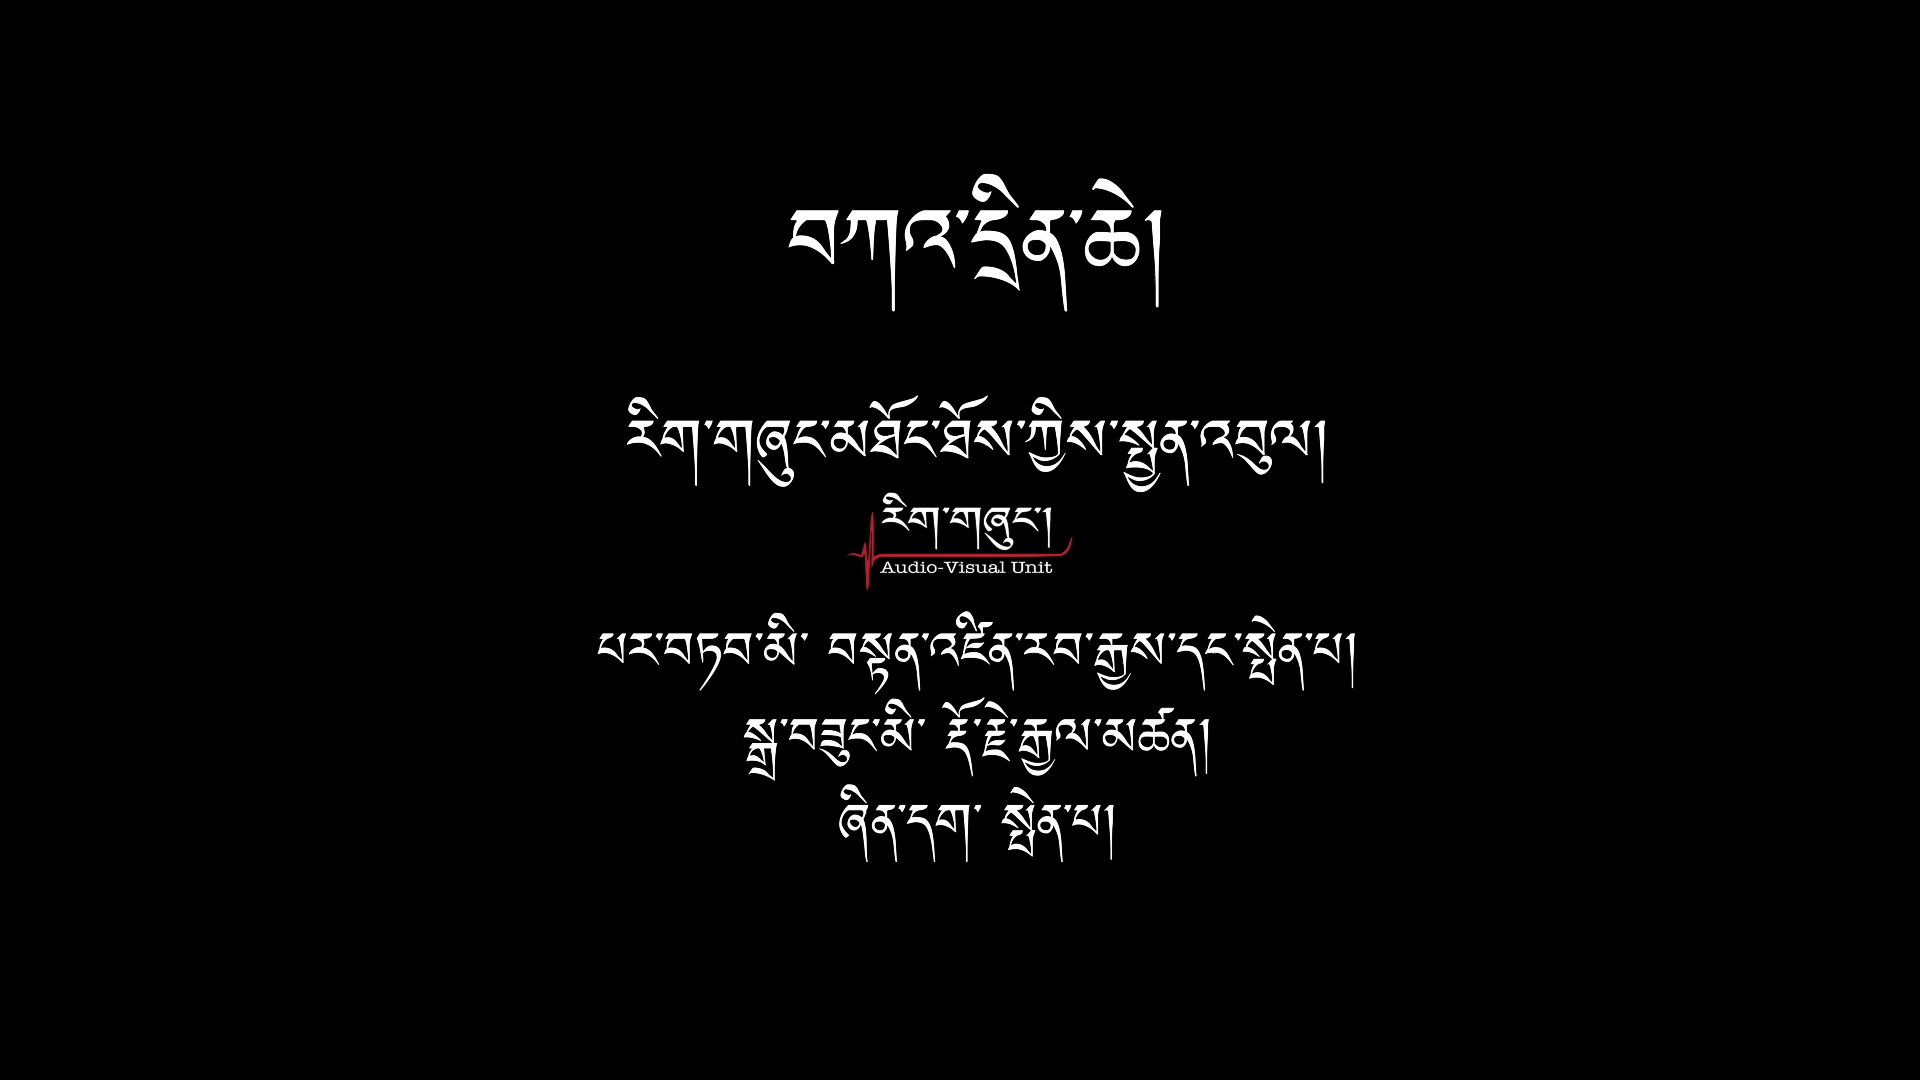 བཀའ་དྲིན་ཆེ།
རིག་གཞུང་མཐོང་ཐོས་ཀྱིས་སྤྱན་འབུལ།
རིག་གཞུང་།
Audio-Visual Unit
པར་བཏབ་མི་ བསྟན་འཛིན་རབ་རྒྱས་དང་སྤེན་པ།
སྒྲ་བཟུང་མི་ རྡོ་རྗེ་རྒྱལ་མཚན།
ཞིན་དག་ སྤེན་པ།